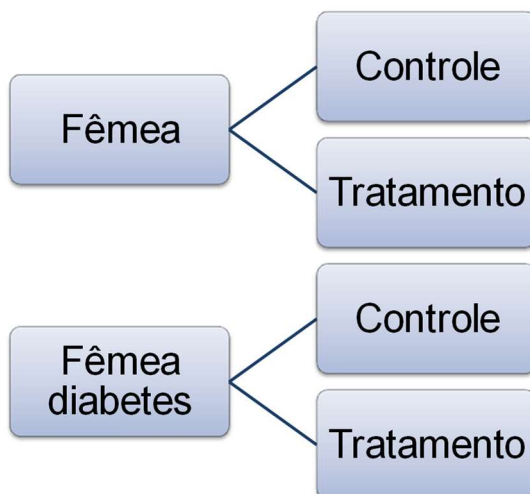 Fêmea
Controle
Tratamento
Fêmea
diabetes
Controle
Tratamento